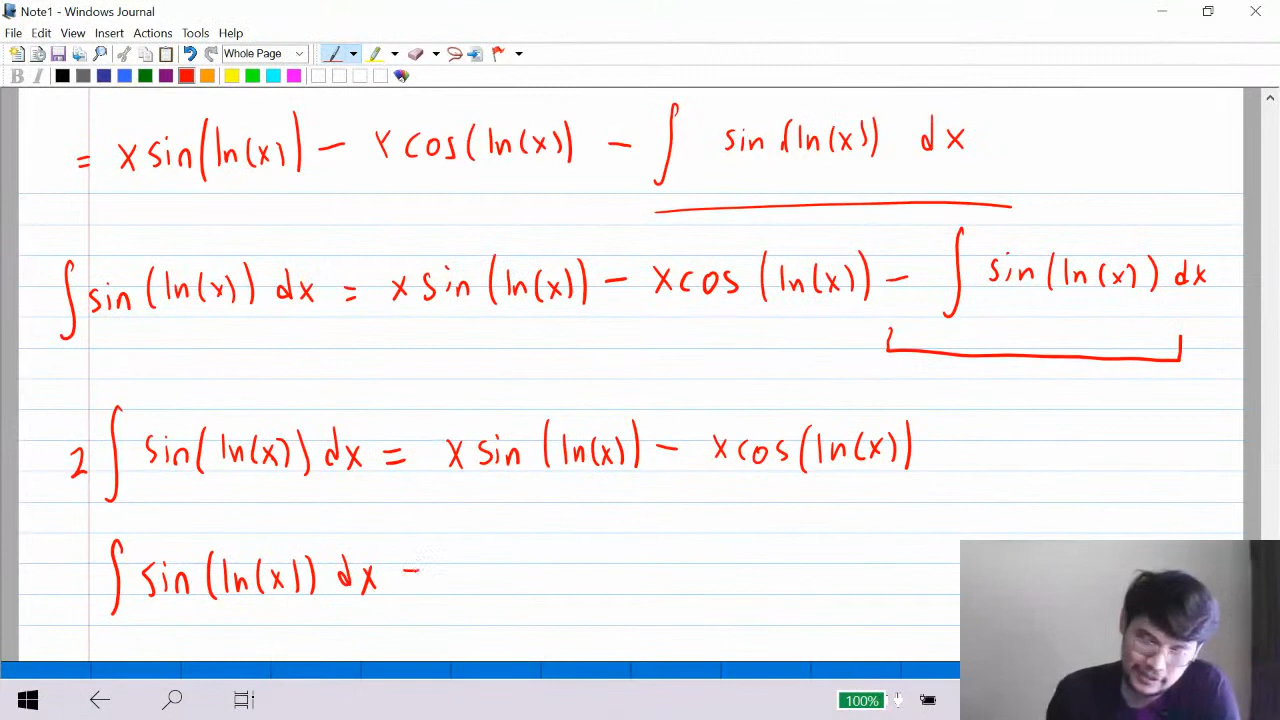 Note1 - Windows Journal
File Edit View Insert Actions Tools Help
Whole Page
B I
= x sin(ln(x)) - x cos(ln(x)) - ∫ sin(ln(x)) dx
∫ sin(ln(x)) dx = x sin(ln(x)) - x cos(ln(x)) - ∫ sin(ln(x)) dx
2 ∫ sin(ln(x)) dx = x sin(ln(x)) - x cos(ln(x))
∫ sin(ln(x)) dx -
100%